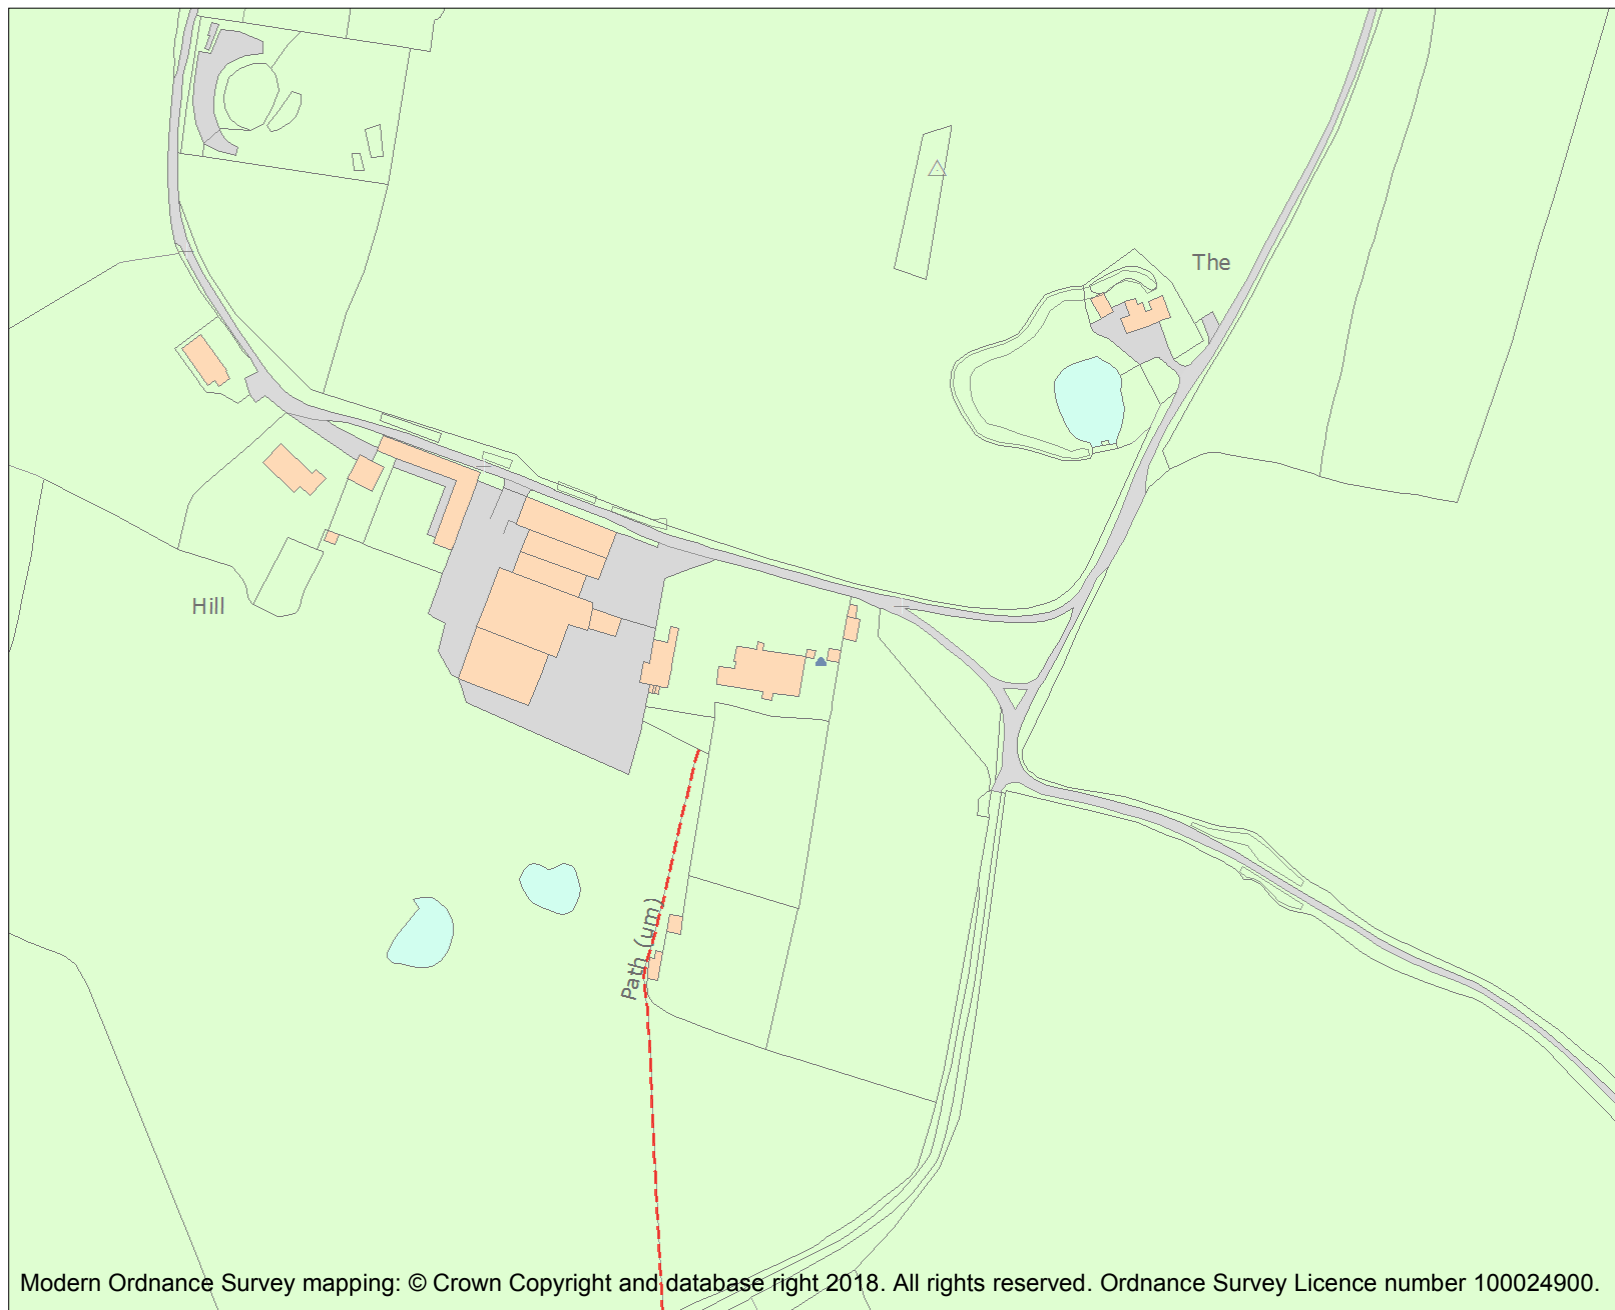 The
Hill
Path (um)
Modern Ordnance Survey mapping: © Crown Copyright and database right 2018. All rights reserved. Ordnance Survey Licence number 100024900.